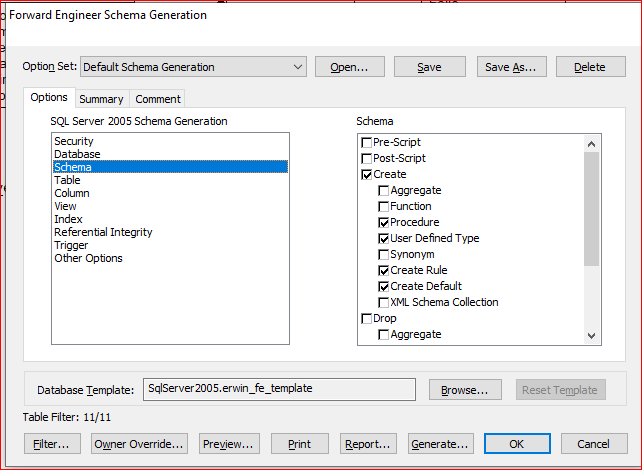 Forward Engineer Schema Generation
Option Set: Default Schema Generation Open... Save Save As... Delete
Options Summary Comment
SQL Server 2005 Schema Generation
Security
Database
Schema
Table
Column
View
Index
Referential Integrity
Trigger
Other Options
Schema
Pre-Script
Post-Script
Create
Aggregate
Function
Procedure
User Defined Type
Synonym
Create Rule
Create Default
XML Schema Collection
Drop
Aggregate
Database Template: SqlServer2005.erwin_fe_template Browse... Reset Template
Table Filter: 11/11
Filter... Owner Override... Preview... Print Report... Generate... OK Cancel